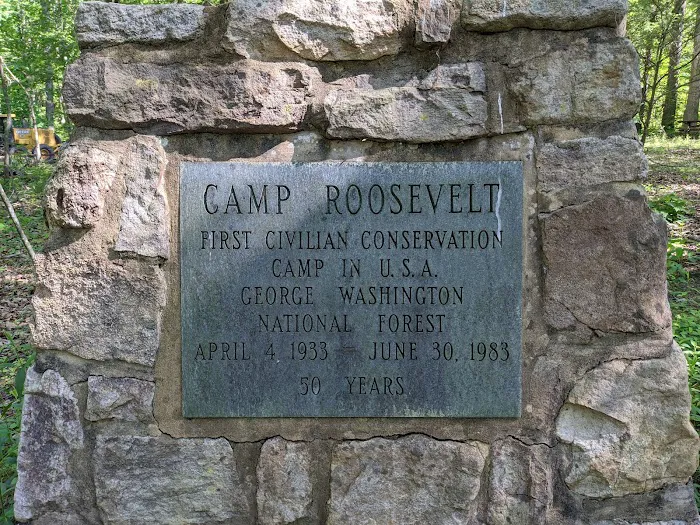 CAMP ROOSEVELT
FIRST CIVILIAN CONSERVATION
CAMP IN U.S.A.
GEORGE WASHINGTON
NATIONAL FOREST
APRIL 4, 1933 — JUNE 30, 1983
50 YEARS